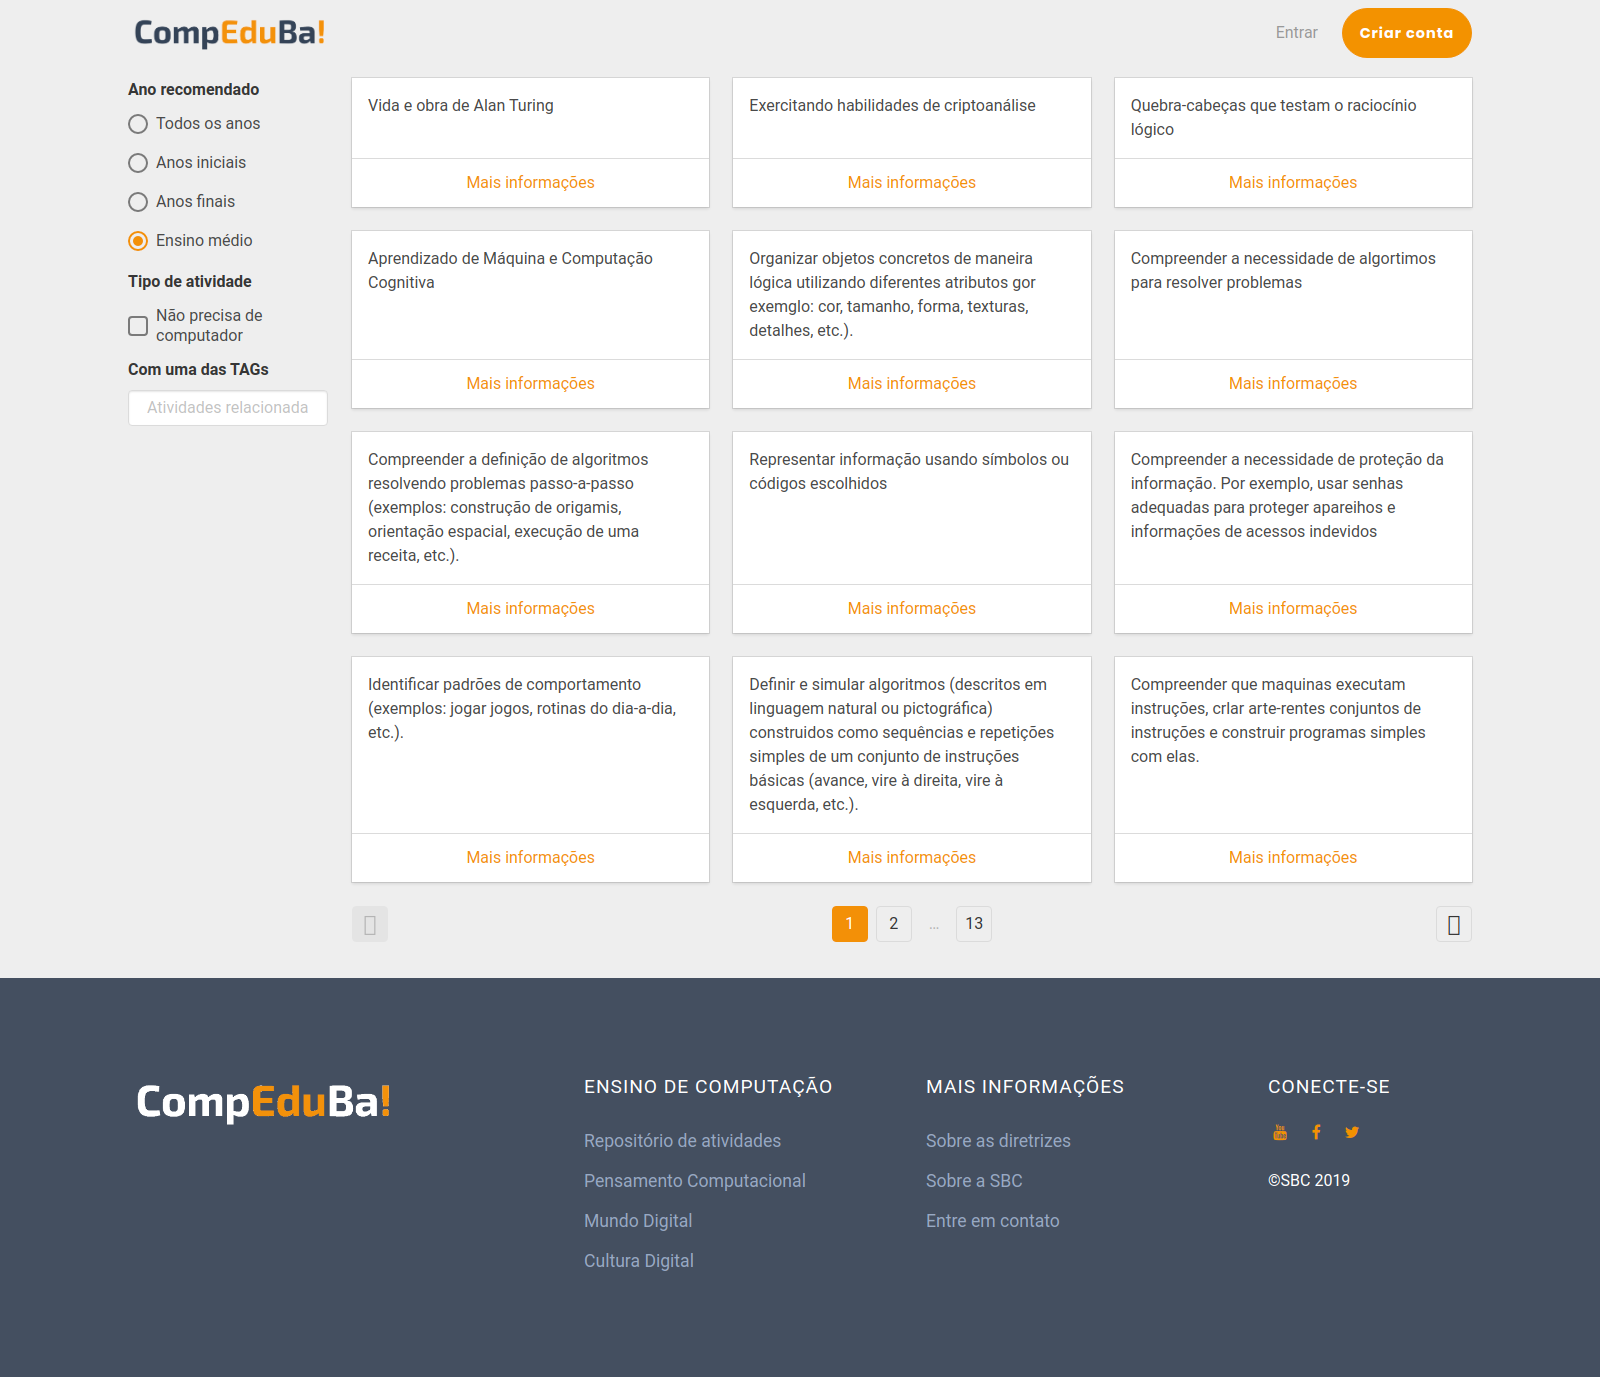 CompEduBa!
Entrar
Criar conta
Ano recomendado
Todos os anos
Anos iniciais
Anos finais
Ensino médio
Tipo de atividade
Não precisa de
computador
Com uma das TAGs
Atividades relacionada
Vida e obra de Alan Turing
Mais informações
Exercitando habilidades de criptoanálise
Mais informações
Quebra-cabeças que testam o raciocínio
lógico
Mais informações
Aprendizado de Máquina e Computação
Cognitiva
Mais informações
Organizar objetos concretos de maneira
lógica utilizando diferentes atributos gor
exemglo: cor, tamanho, forma, texturas,
detalhes, etc.).
Mais informações
Compreender a necessidade de algortimos
para resolver problemas
Mais informações
Compreender a definição de algoritmos
resolvendo problemas passo-a-passo
(exemplos: construção de origamis,
orientação espacial, execução de uma
receita, etc.).
Mais informações
Representar informação usando símbolos ou
códigos escolhidos
Mais informações
Compreender a necessidade de proteção da
informação. Por exemplo, usar senhas
adequadas para proteger apareihos e
informações de acessos indevidos
Mais informações
Identificar padrões de comportamento
(exemplos: jogar jogos, rotinas do dia-a-dia,
etc.).
Mais informações
Definir e simular algoritmos (descritos em
linguagem natural ou pictográfica)
construidos como sequências e repetições
simples de um conjunto de instruções
básicas (avance, vire à direita, vire à
esquerda, etc.).
Mais informações
Compreender que maquinas executam
instruções, crlar arte-rentes conjuntos de
instruções e construir programas simples
com elas.
Mais informações
1 2 … 13
CompEduBa!
ENSINO DE COMPUTAÇÃO
Repositório de atividades
Pensamento Computacional
Mundo Digital
Cultura Digital
MAIS INFORMAÇÕES
Sobre as diretrizes
Sobre a SBC
Entre em contato
CONECTE-SE
©SBC 2019